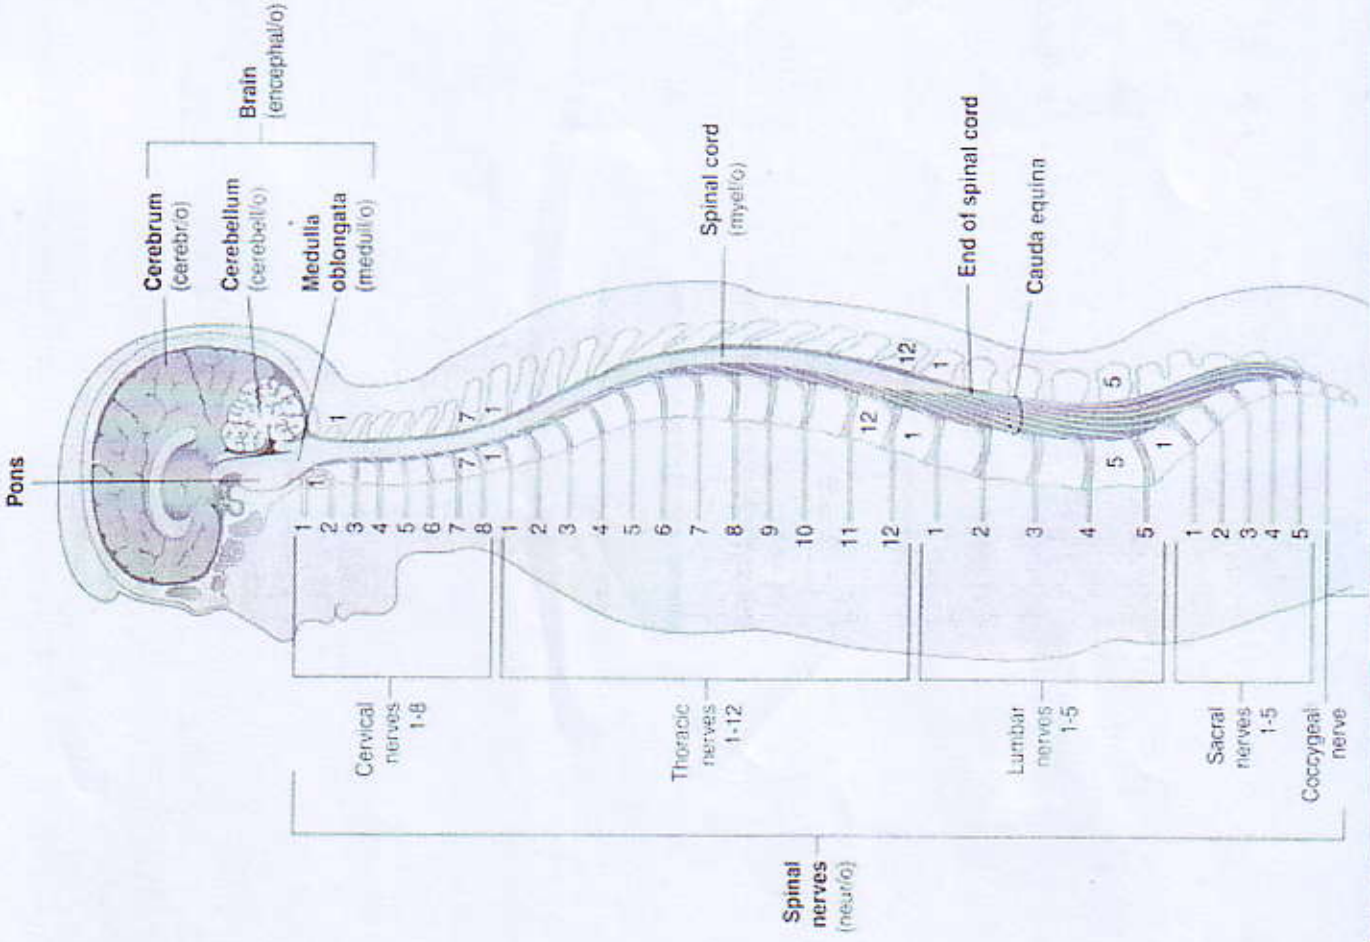 Pons
Cerebrum
(cerebr/o)
Cerebellum
(cerebell/o)
Medulla
oblongata
(medull/o)
Brain
(encephal/o)
Spinal cord
(myel/o)
End of spinal cord
Cauda equina
1
7
1
12
1
5
1
7
1
12
1
5
1
1
2
3
4
5
6
7
8
1
2
3
4
5
6
7
8
9
10
11
12
1
2
3
4
5
1
2
3
4
5
Cervical
nerves
1-8
Thoracic
nerves
1-12
Lumbar
nerves
1-5
Sacral
nerves
1-5
Coccygeal
nerve
Spinal
nerves
(neur/o)